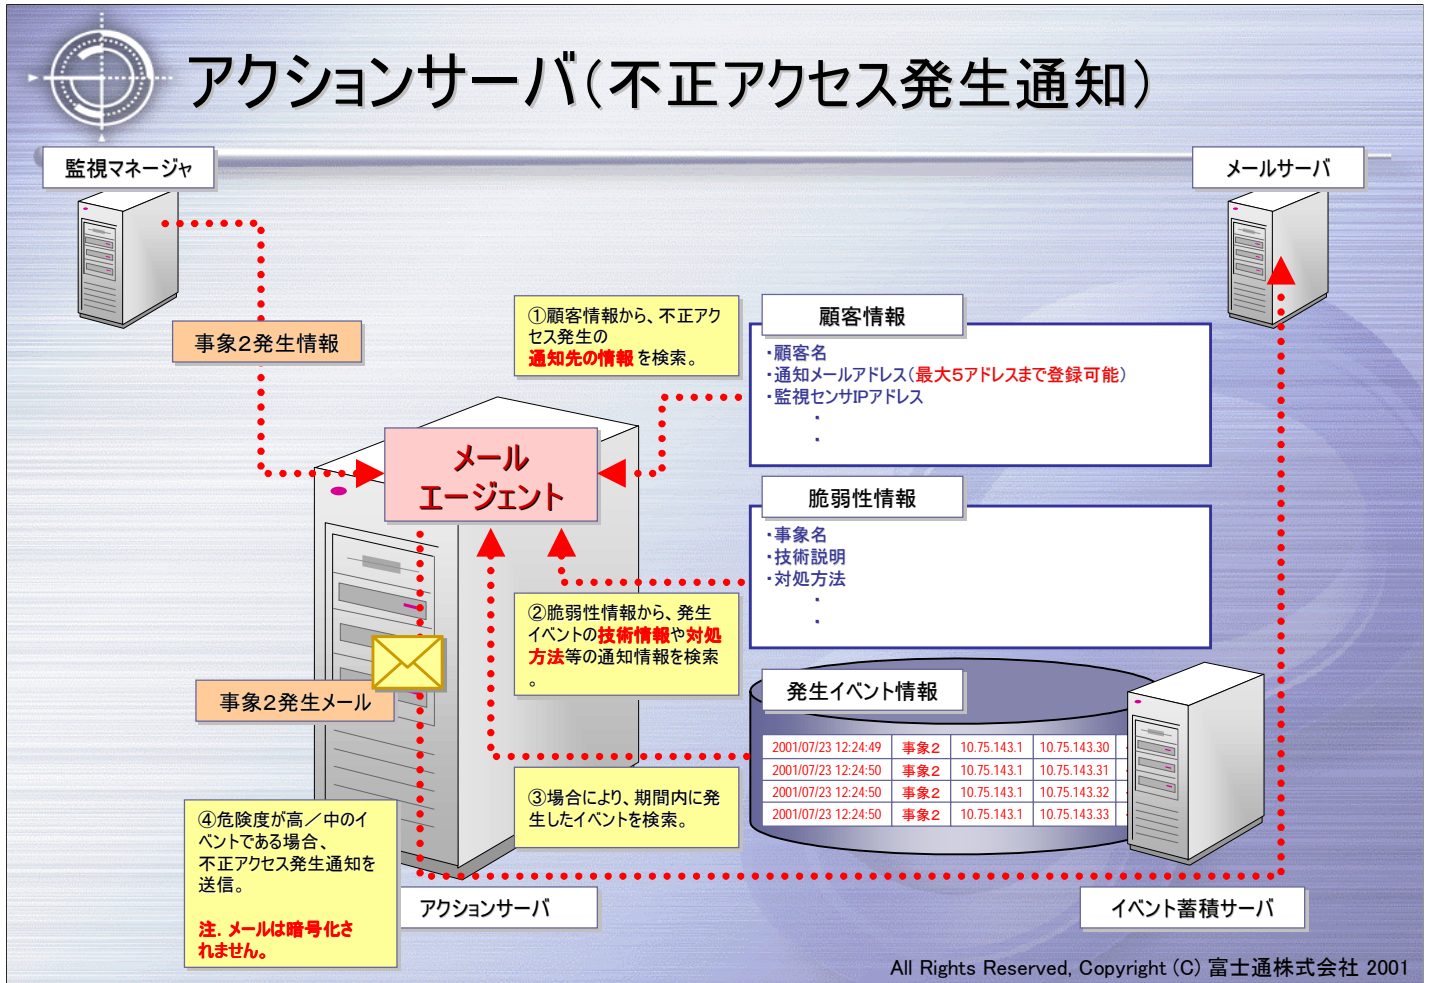 アクションサーバ(不正アクセス発生通知)
監視マネージャ
メールサーバ
事象2発生情報
①顧客情報から、不正アク
セス発生の
通知先の情報を検索。
顧客情報
・顧客名
・通知メールアドレス(最大5アドレスまで登録可能)
・監視センサIPアドレス
・
・
メール
エージェント
脆弱性情報
・事象名
・技術説明
・対処方法
・
・
②脆弱性情報から、発生
イベントの技術情報や対処
方法等の通知情報を検索
。
事象2発生メール
発生イベント情報
2001/07/23 12:24:49 事象2 10.75.143.1 10.75.143.30
2001/07/23 12:24:50 事象2 10.75.143.1 10.75.143.31
2001/07/23 12:24:50 事象2 10.75.143.1 10.75.143.32
2001/07/23 12:24:50 事象2 10.75.143.1 10.75.143.33
③場合により、期間内に発
生したイベントを検索。
④危険度が高/中のイ
ベントである場合、
不正アクセス発生通知を
送信。
注.メールは暗号化さ
れません。
アクションサーバ
イベント蓄積サーバ
All Rights Reserved, Copyright (C) 富士通株式会社 2001